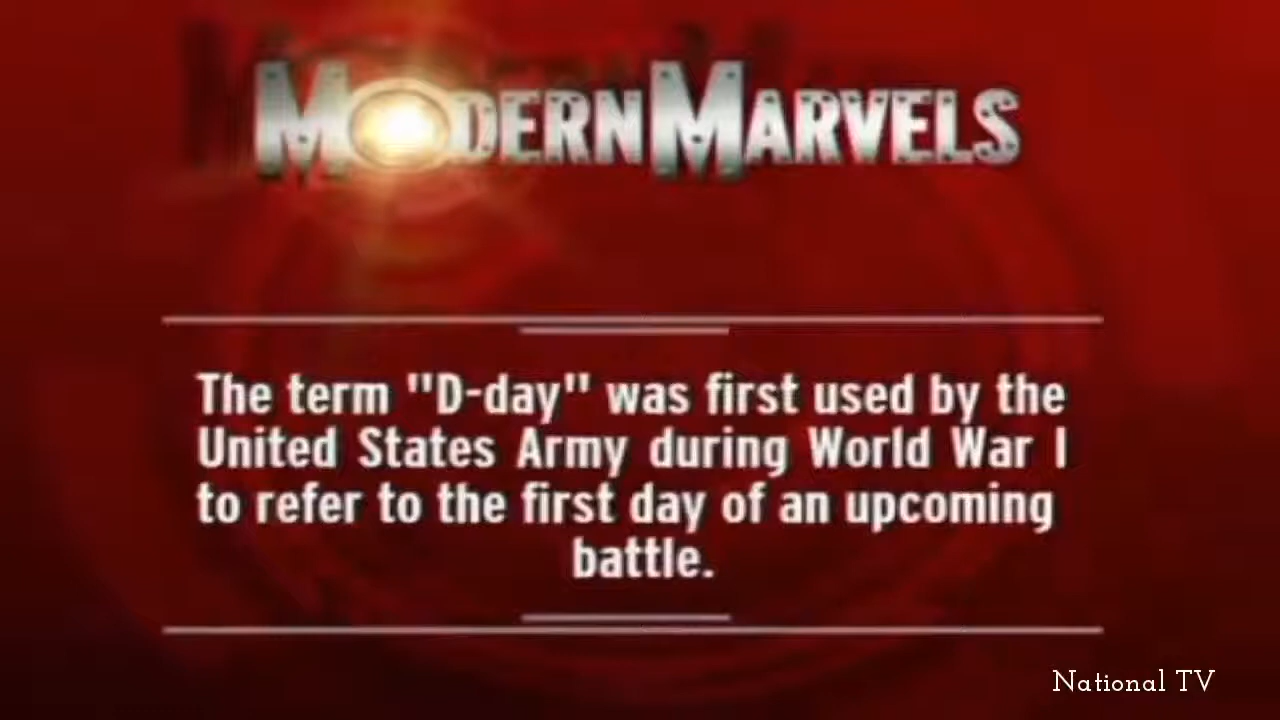 MODERN MARVELS
The term "D-day" was first used by the
United States Army during World War I
to refer to the first day of an upcoming
battle.
National TV